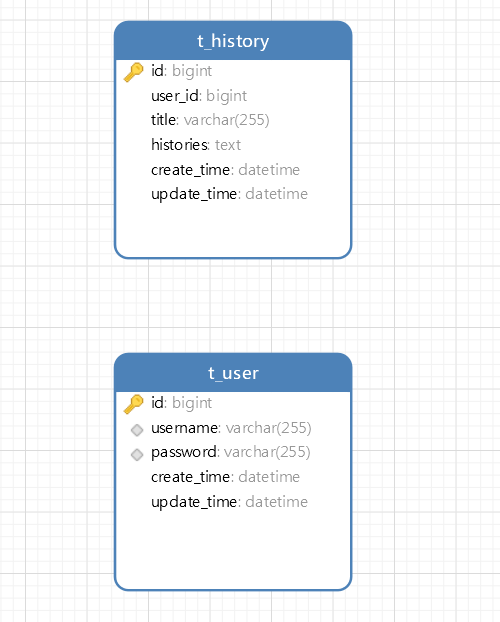 t_history
id: bigint
user_id: bigint
title: varchar(255)
histories: text
create_time: datetime
update_time: datetime
t_user
id: bigint
username: varchar(255)
password: varchar(255)
create_time: datetime
update_time: datetime